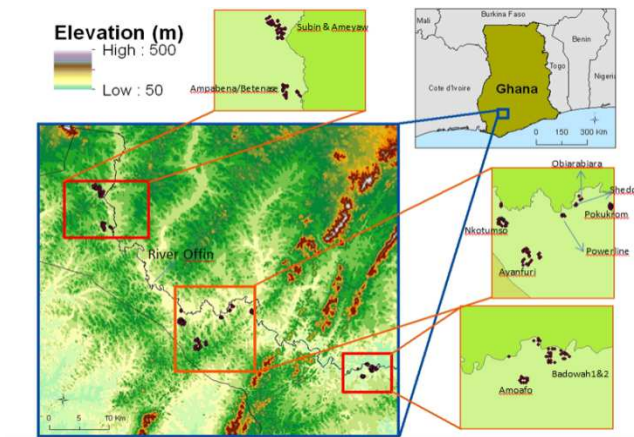 Elevation (m)
High : 500
Low : 50
Subin & Ameyaw
Ampabena/Betenase
Burkina Faso
Mali
Benin
Togo
Nigeria
Cote d'Ivoire
Ghana
0 150 300 Km
River Offin
0 5 10 Km
Obiarabiara
Shedd
Pokukrom
Nkotumso
Powerline
Ayanfuri
Badowah1&2
Amoafo